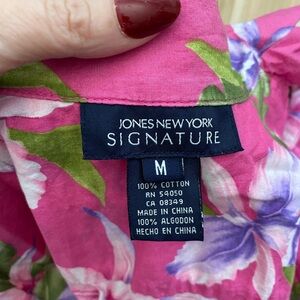 JONES NEW YORK
SIGNATURE
M
100% COTTON
RN 54050
CA 08349
MADE IN CHINA
100% ALGODON
HECHO EN CHINA